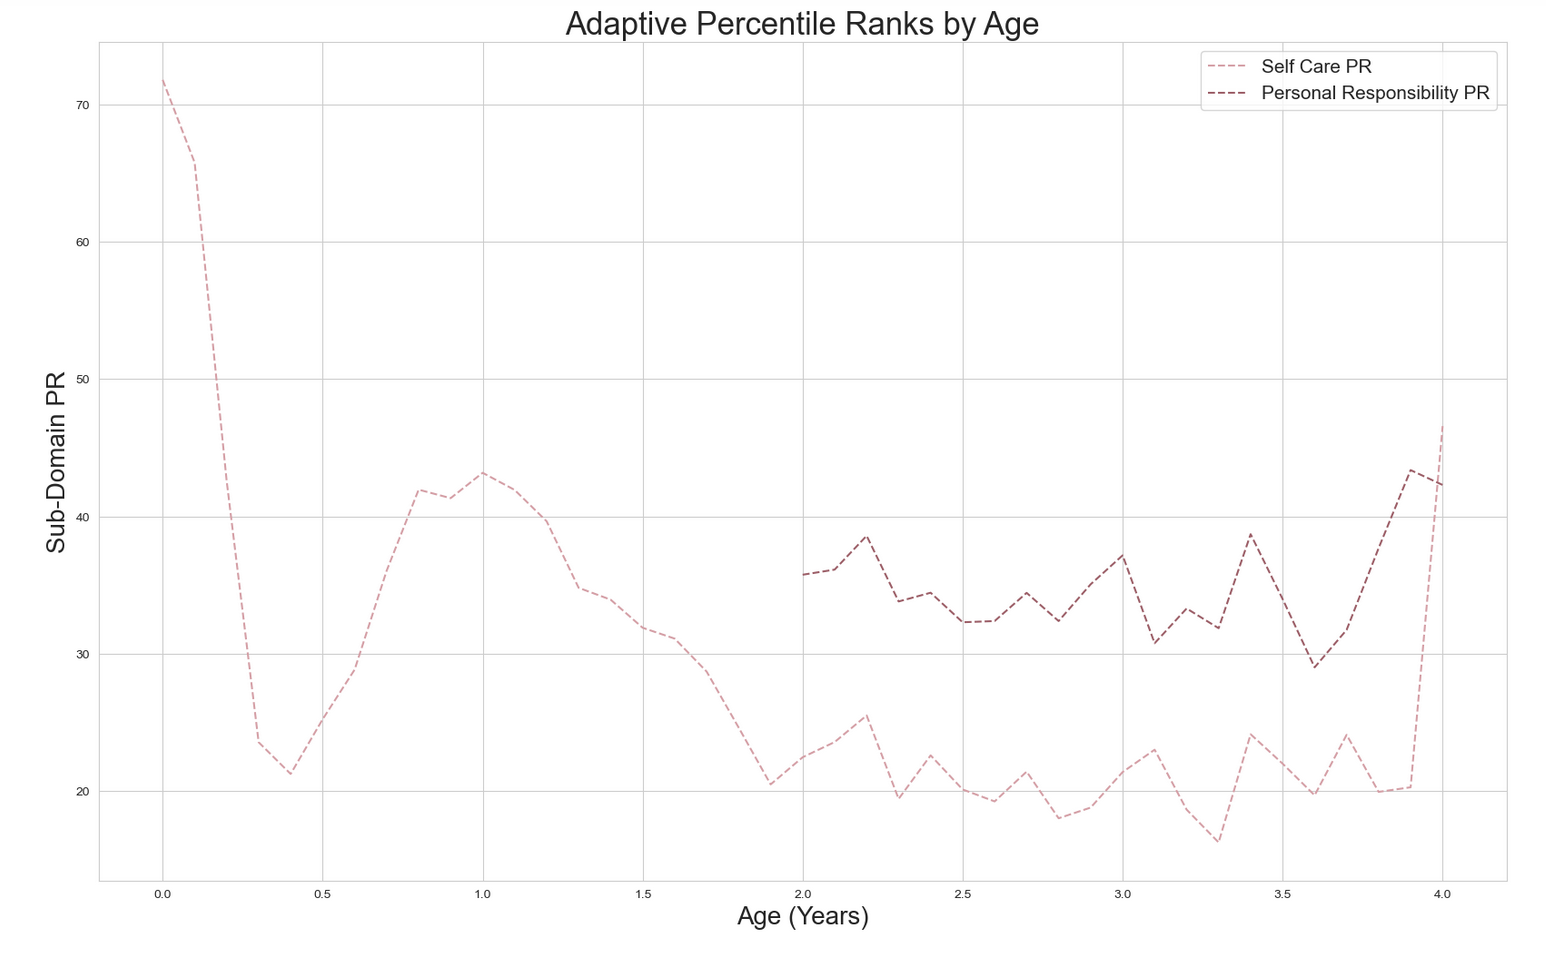 Adaptive Percentile Ranks by Age
Self Care PR
Personal Responsibility PR
70
60
50
40
30
20
Sub-Domain PR
0.0 0.5 1.0 1.5 2.0 2.5 3.0 3.5 4.0
Age (Years)